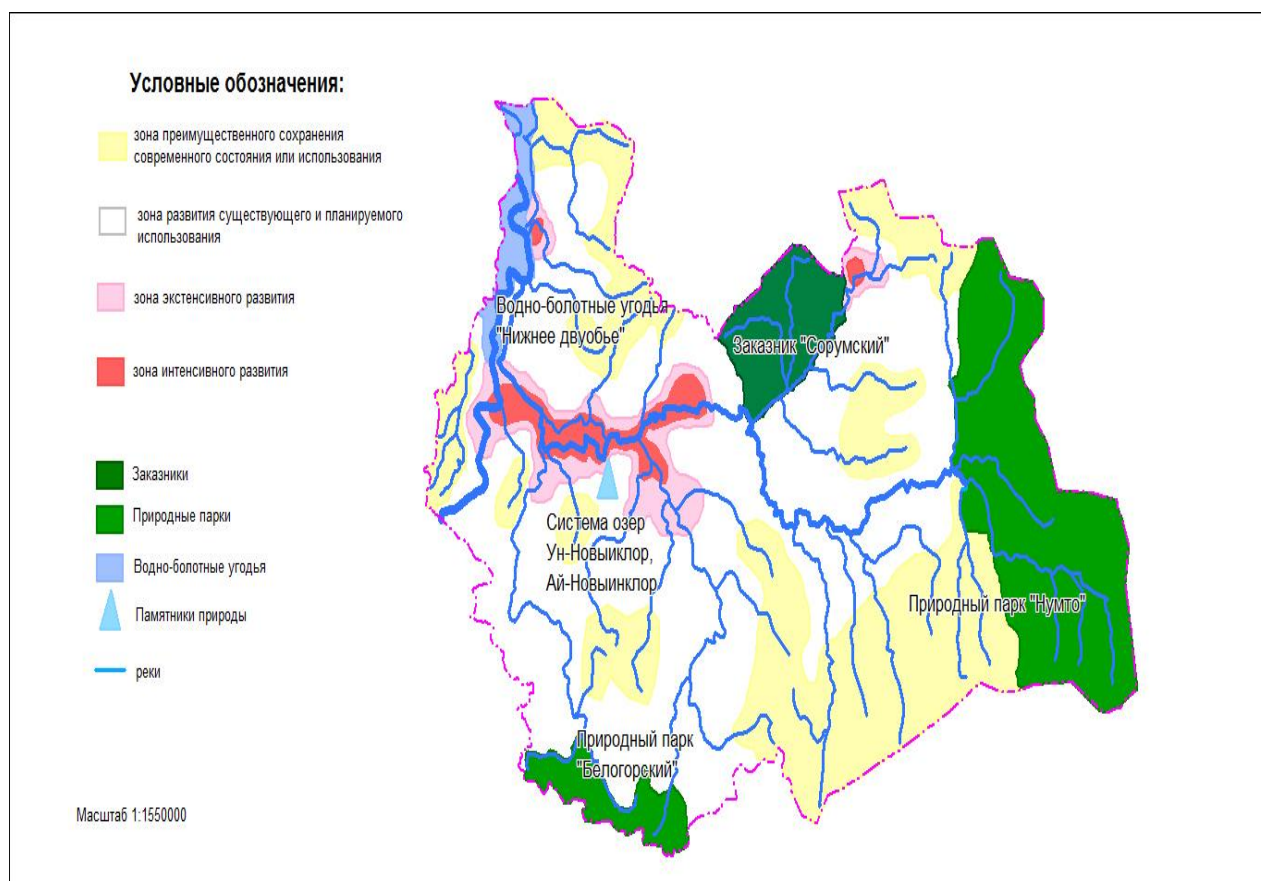 Условные обозначения:
зона преимущественного сохранения
современного состояния или использования
зона развития существующего и планируемого
использования
зона экстенсивного развития
зона интенсивного развития
Заказники
Природные парки
Водно-болотные угодья
Памятники природы
реки
Масштаб 1:1550000
Водно-болотные угодья
"Нижнее двуобье"
Заказник "Сорумский"
Система озер
Ун-Новыиклор,
Ай-Новыинклор
Природный парк "Нумто"
Природный парк
"Белогорский"